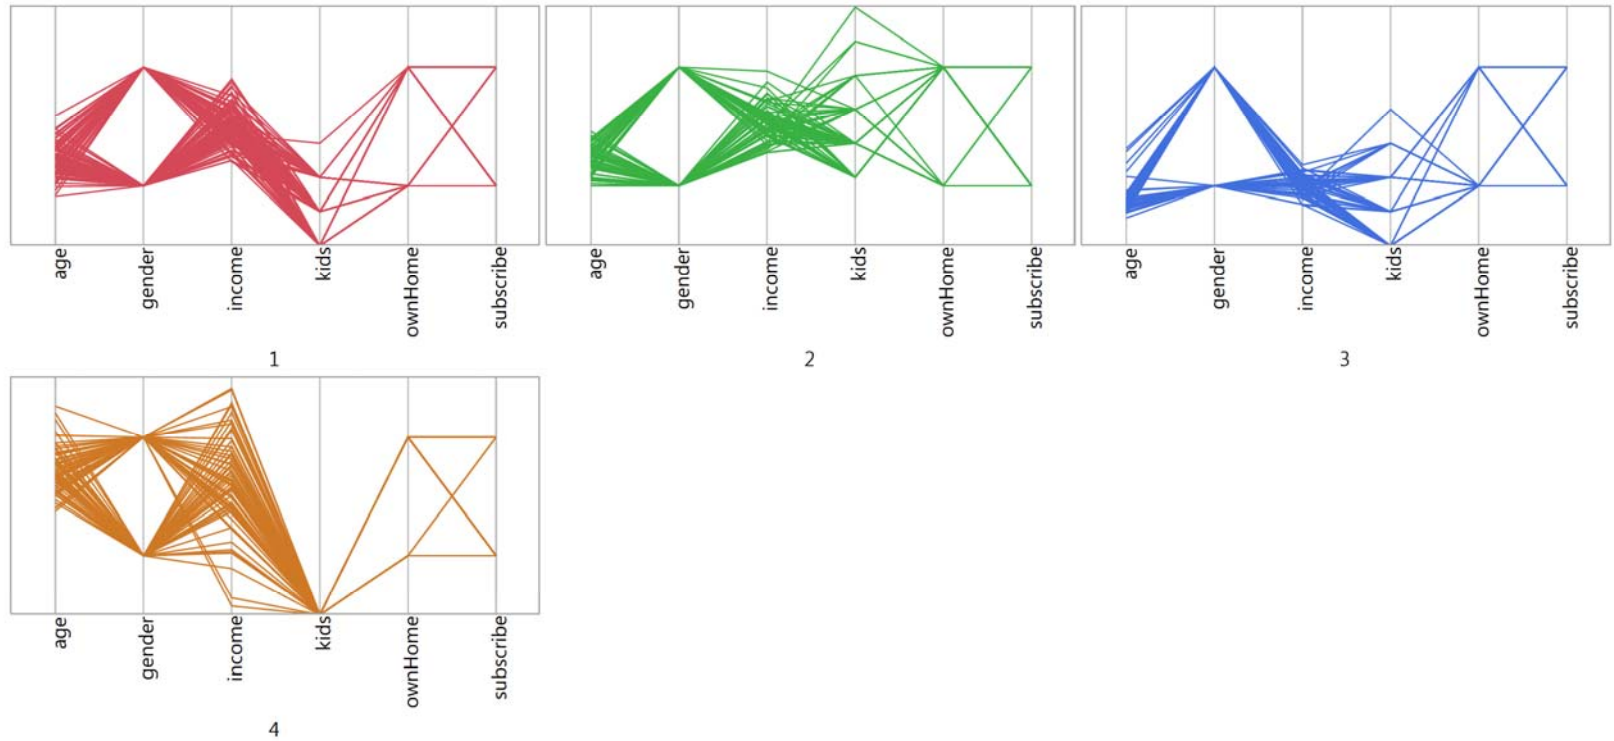 age
gender
income
kids
ownHome
subscribe
1
age
gender
income
kids
ownHome
subscribe
2
age
gender
income
kids
ownHome
subscribe
3
age
gender
income
kids
ownHome
subscribe
4